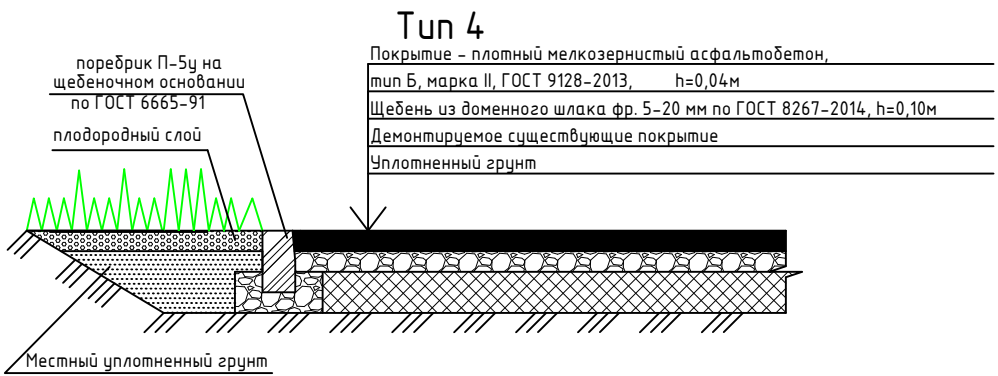 Тип 4
поребрик П-5у на
щебеночном основании
по ГОСТ 6665-91
плодородный слой
Покрытие - плотный мелкозернистый асфальтобетон,
тип Б, марка II, ГОСТ 9128-2013, h=0,04м
Щебень из доменного шлака фр. 5-20 мм по ГОСТ 8267-2014, h=0,10м
Демонтируемое существующие покрытие
Уплотненный грунт
Местный уплотненный грунт